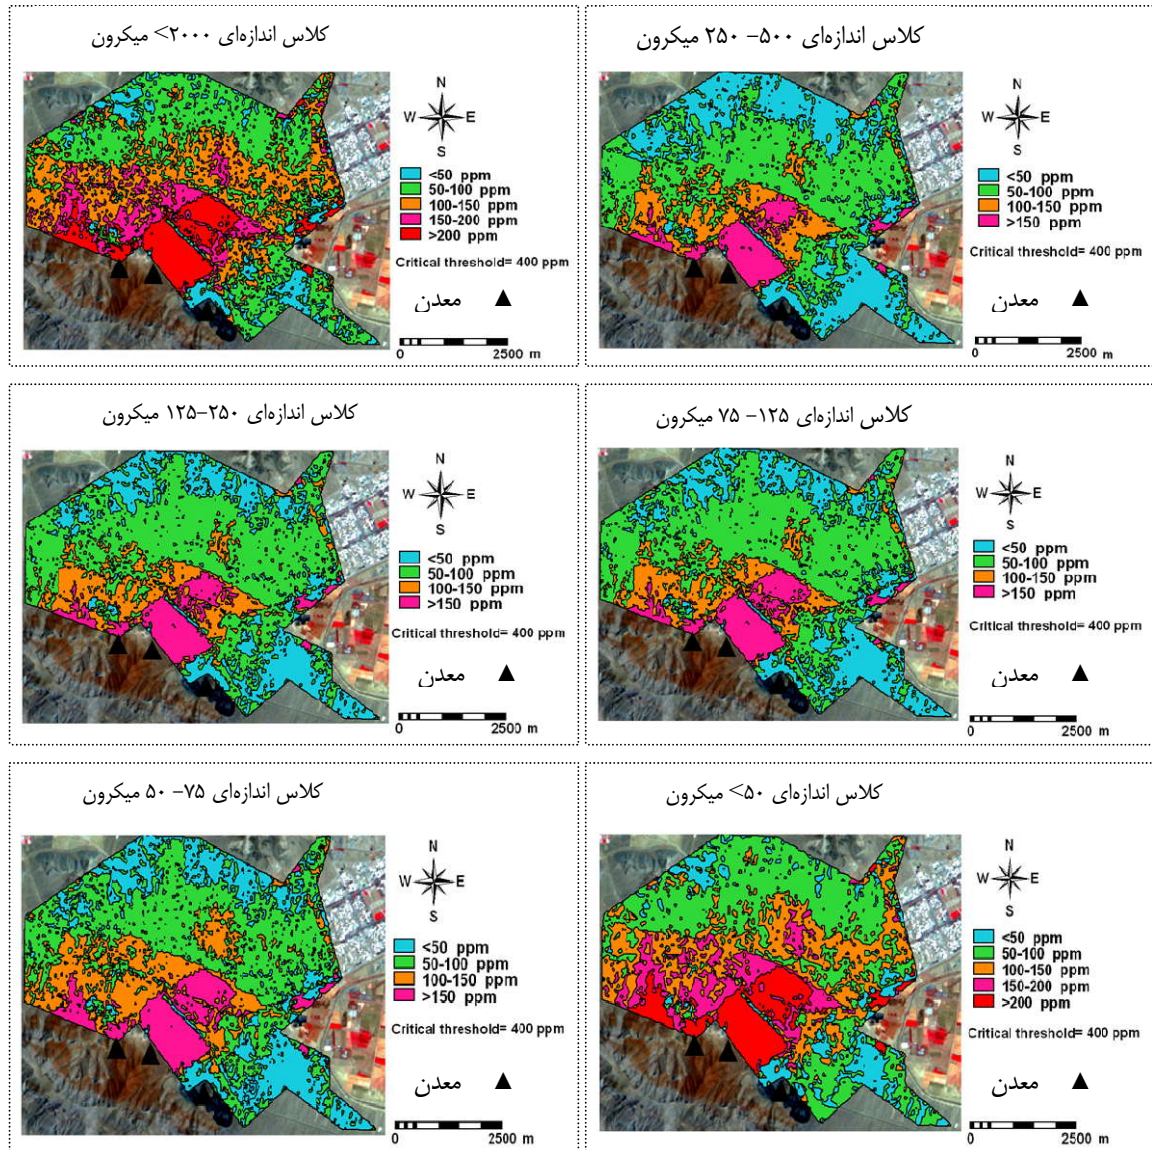 کلاس اندازه‌ای ۲۰۰۰> میکرون
N
W E
S
<50 ppm
50-100 ppm
100-150 ppm
150-200 ppm
>200 ppm
Critical threshold= 400 ppm
معدن ▲
0 2500 m
کلاس اندازه‌ای ۵۰۰- ۲۵۰ میکرون
N
W E
S
<50 ppm
50-100 ppm
100-150 ppm
>150 ppm
Critical threshold= 400 ppm
معدن ▲
0 2500 m
کلاس اندازه‌ای ۲۵۰-۱۲۵ میکرون
N
W E
S
<50 ppm
50-100 ppm
100-150 ppm
>150 ppm
Critical threshold= 400 ppm
معدن ▲
0 2500 m
کلاس اندازه‌ای ۱۲۵- ۷۵ میکرون
N
W E
S
<50 ppm
50-100 ppm
100-150 ppm
>150 ppm
Critical threshold= 400 ppm
معدن ▲
0 2500 m
کلاس اندازه‌ای ۷۵- ۵۰ میکرون
N
W E
S
<50 ppm
50-100 ppm
100-150 ppm
>150 ppm
Critical threshold= 400 ppm
معدن ▲
0 2500 m
کلاس اندازه‌ای ۵۰> میکرون
N
W E
S
<50 ppm
50-100 ppm
100-150 ppm
150-200 ppm
>200 ppm
Critical threshold= 400 ppm
معدن ▲
0 2500 m